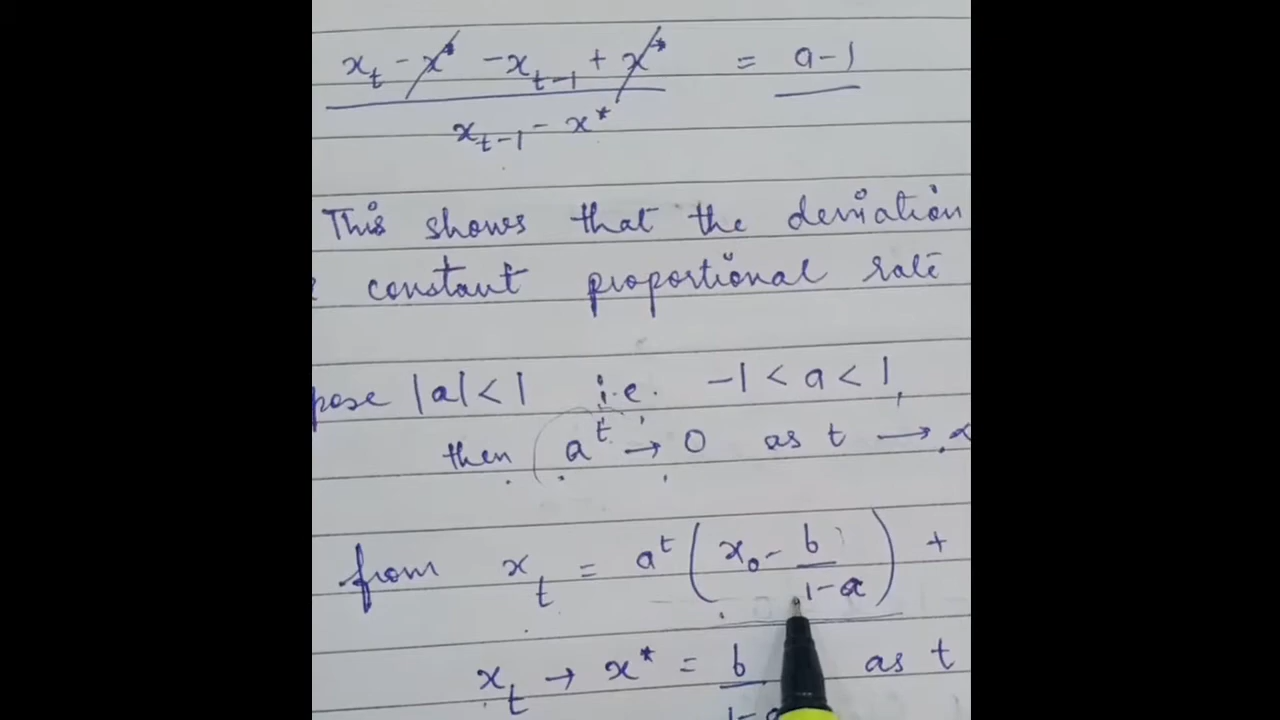 x_t - x* - x_{t-1} + x* = a-1
x_{t-1} - x*
This shows that the deviation
constant proportional rate
|a| < 1 i.e. -1 < a < 1,
then a^t → 0 as t →
from x_t = a^t ( x_0 - b/1-a ) +
x_t → x* = b as t